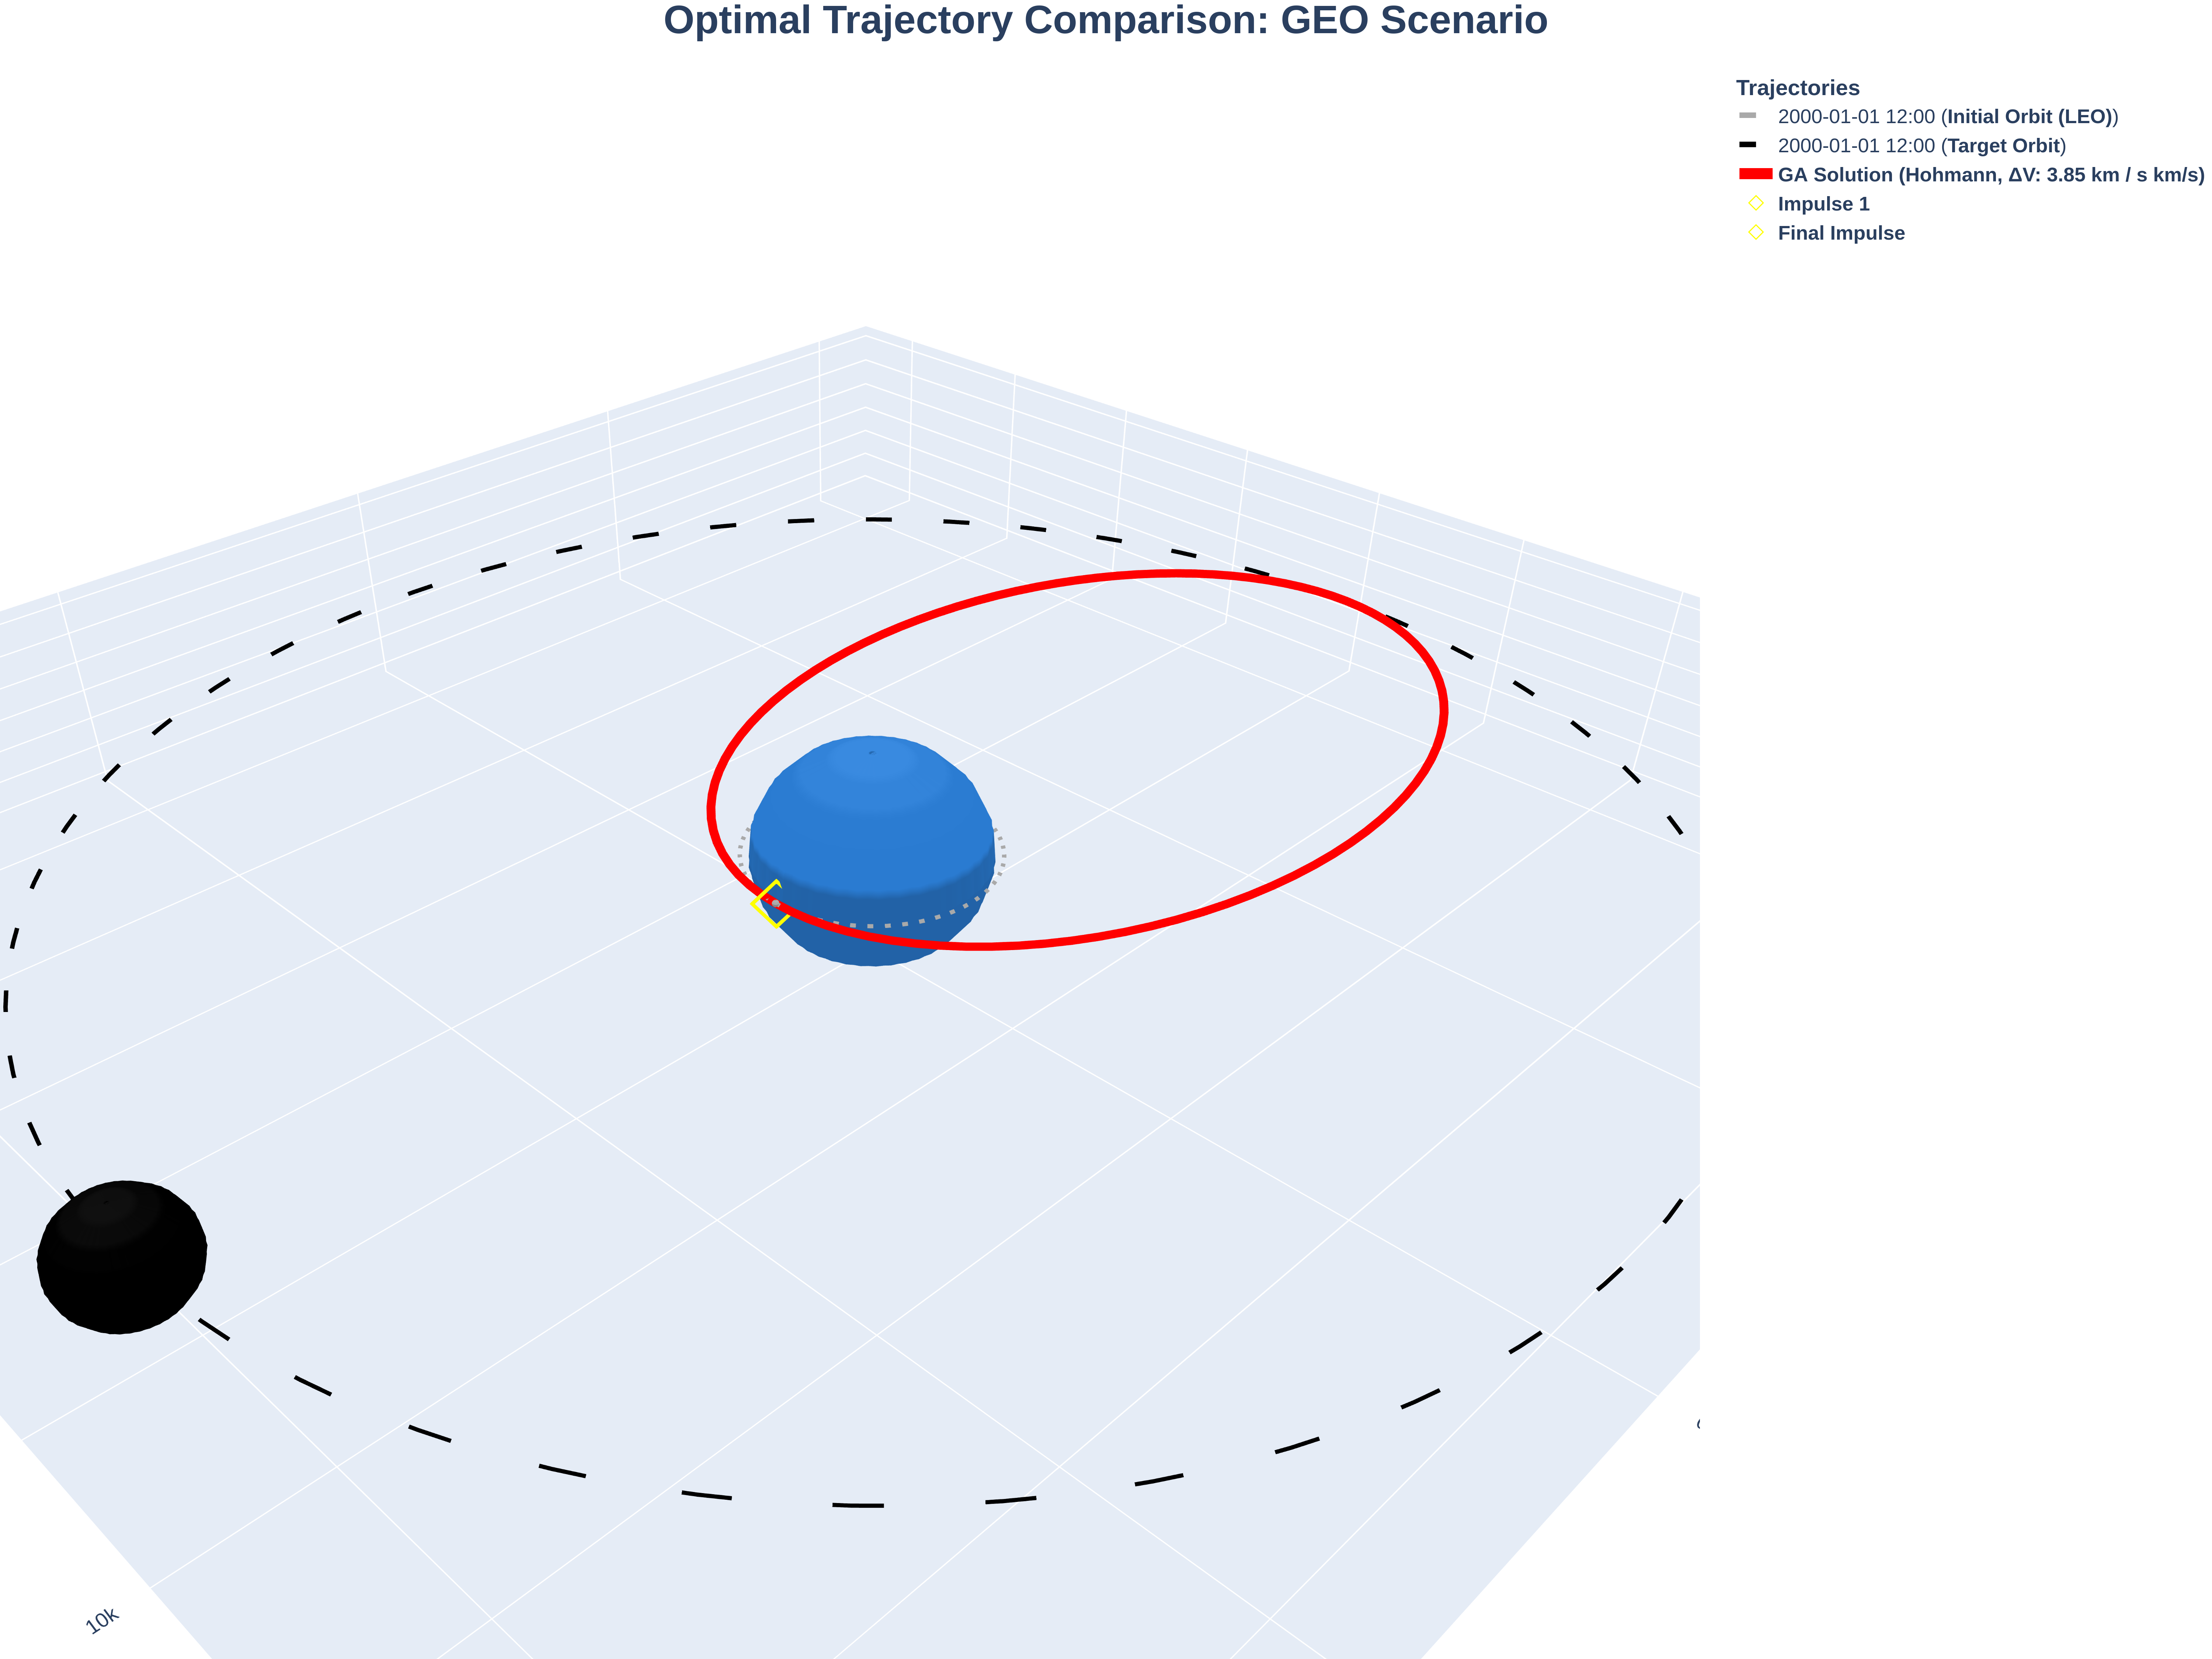 Optimal Trajectory Comparison: GEO Scenario
Trajectories
2000-01-01 12:00 (Initial Orbit (LEO))
2000-01-01 12:00 (Target Orbit)
GA Solution (Hohmann, ΔV: 3.85 km / s km/s)
Impulse 1
Final Impulse
10k